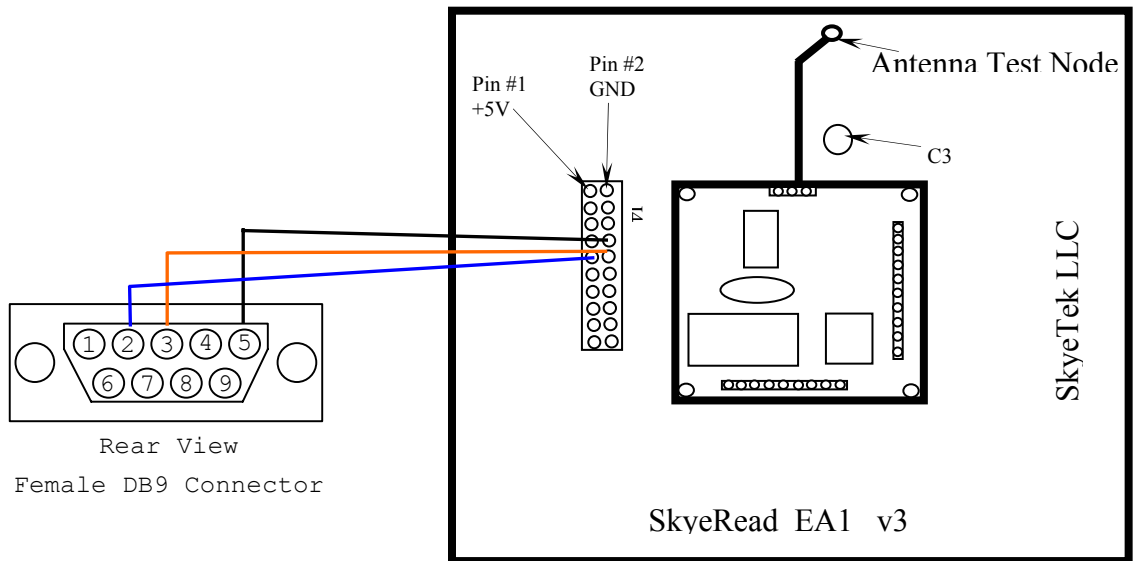 Pin #1
+5V
Pin #2
GND
Antenna Test Node
C3
v1
SkyeTek LLC
1 2 3 4 5
6 7 8 9
Rear View
Female DB9 Connector
SkyeRead EA1 v3